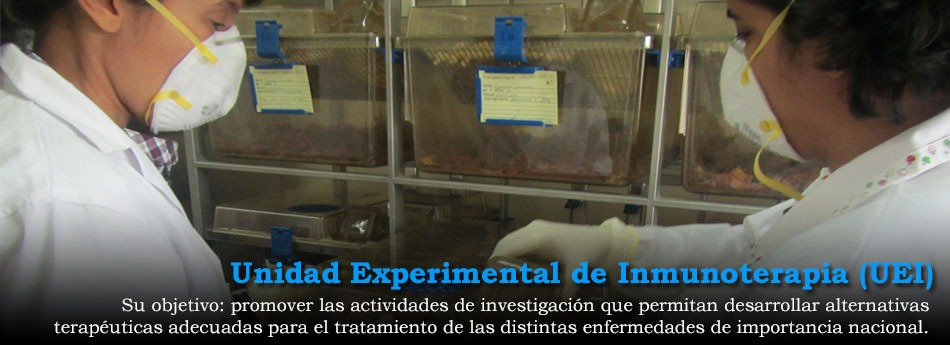 Unidad Experimental de Inmunoterapia (UEI)
Su objetivo: promover las actividades de investigación que permitan desarrollar alternativas
terapéuticas adecuadas para el tratamiento de las distintas enfermedades de importancia nacional.